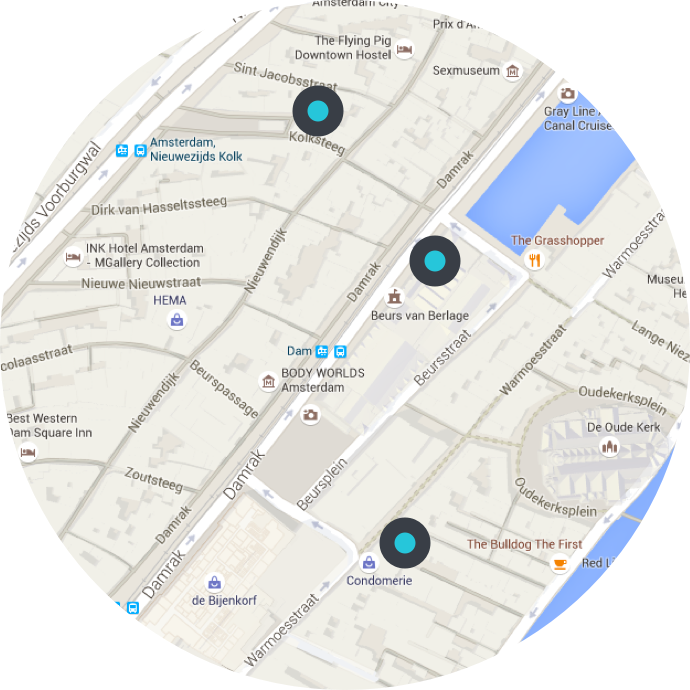 Amsterdam City
Prix d'A
The Flying Pig
Downtown Hostel
Sexmuseum
Sint Jacobsstraat
Gray Line
Canal Cruise
Kolksteeg
Amsterdam,
Nieuwezijds Kolk
zijds Voorburgwal
Damrak
Dirk van Hasseltssteeg
The Grasshopper
Warmoesstra
INK Hotel Amsterdam
- MGallery Collection
Nieuwendijk
Damrak
Nieuwe Nieuwstraat
Museu
He
HEMA
Beurs van Berlage
Lange Niez
colaasstraat
Dam
Beursstraat
Warmoesstraat
BODY WORLDS
Amsterdam
Beurspassage
Nieuwendijk
Oudekerksplein
Best Western
Dam Square Inn
De Oude Kerk
Zoutsteeg
Damrak
Beursplein
Oudekerksplein
Damrak
The Bulldog The First
Damrak
Condomerie
Red L
de Bijenkorf
Warmoesstraat